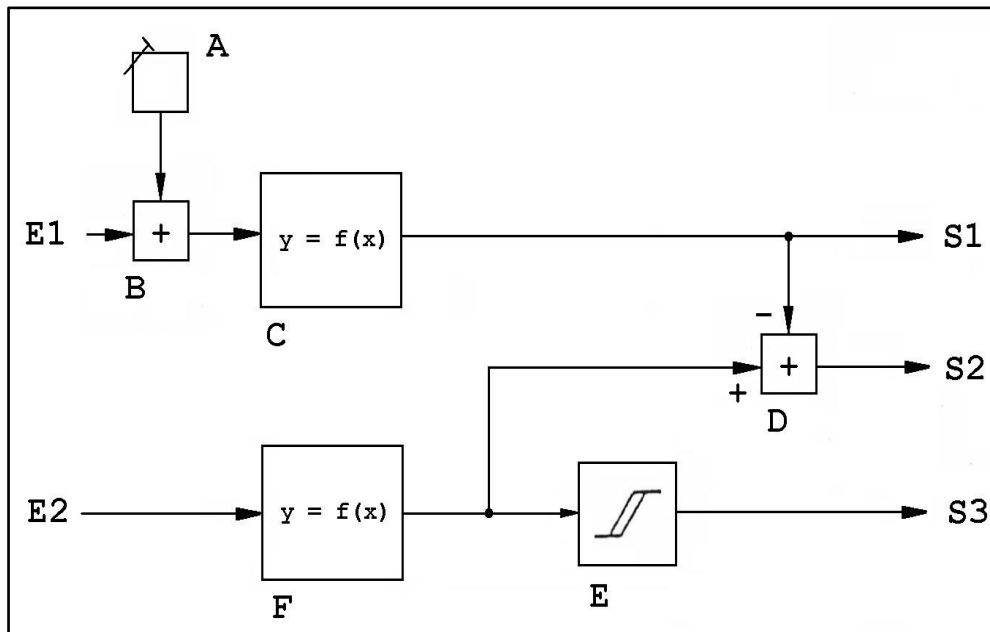 A
E1
+
B
y = f(x)
C
S1
-
+
+
D
S2
E2
y = f(x)
F
E
S3